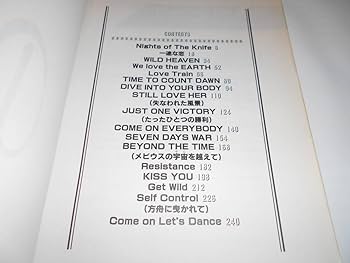 CONTENTS
Nights of The Knife 5
一途な恋 19
WILD HEAVEN 34
We love the EARTH 52
Love Train 66
TIME TO COUNT DOWN 80
DIVE INTO YOUR BODY 94
STILL LOVE HER 110
(失なわれた風景)
JUST ONE VICTORY 124
(たったひとつの勝利)
COME ON EVERYBODY 140
SEVEN DAYS WAR 154
BEYOND THE TIME 168
(メビウスの宇宙を越えて)
Resistance 182
KISS YOU 198
Get Wild 212
Self Control 226
(方舟に曳かれて)
Come on Let's Dance 240